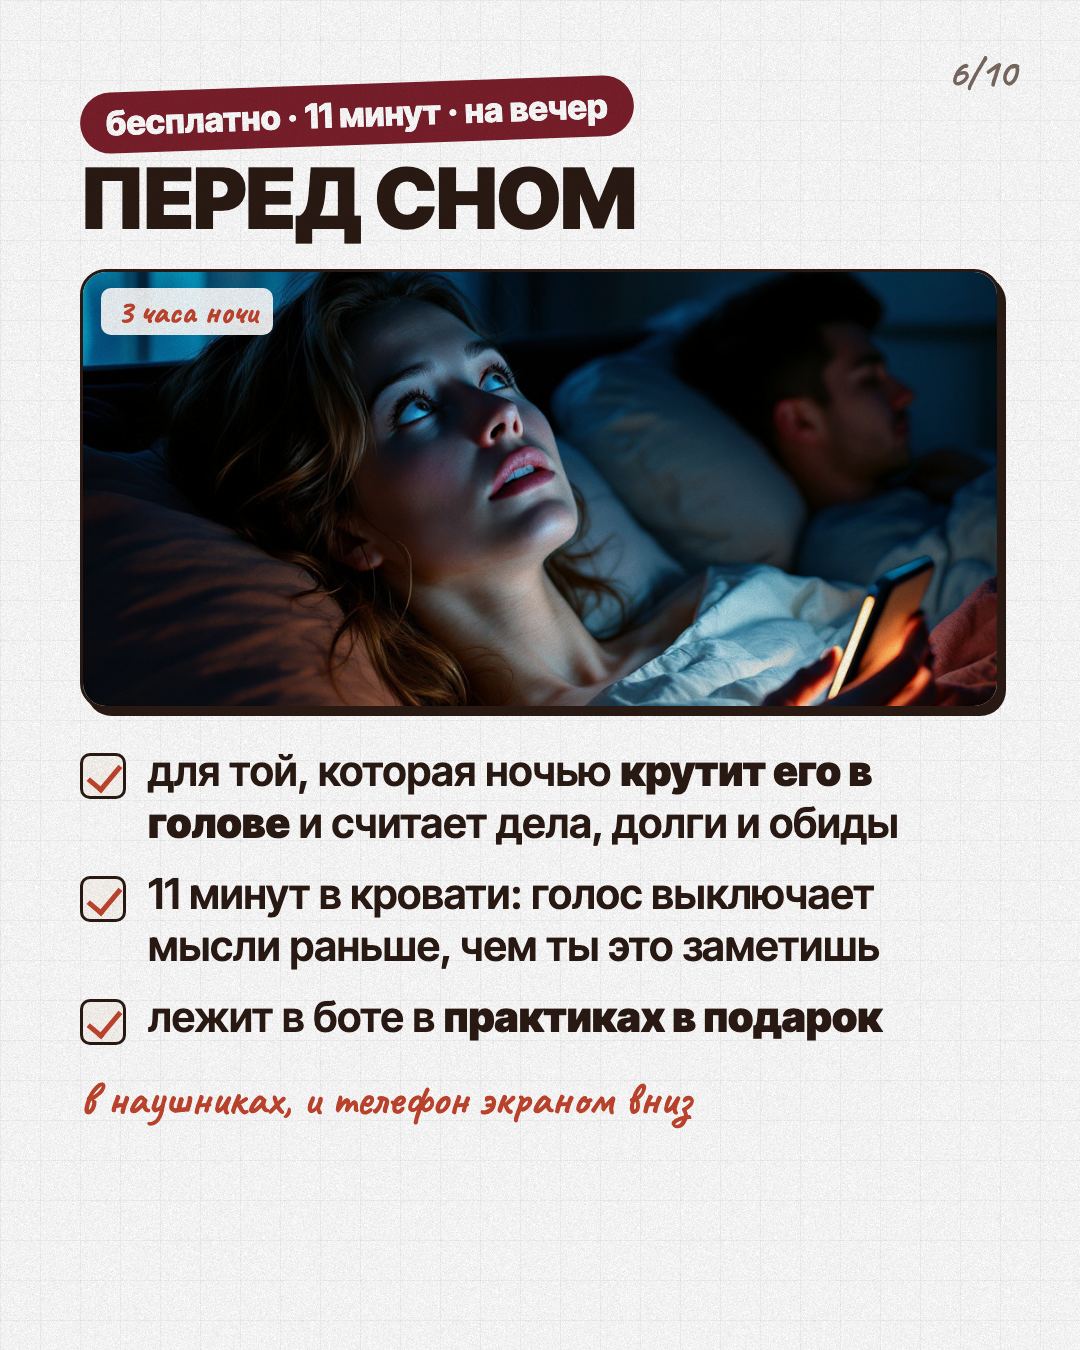 6/10
бесплатно · 11 минут · на вечер
ПЕРЕД СНОМ
3 часа ночи
для той, которая ночью крутит его в
голове и считает дела, долги и обиды
11 минут в кровати: голос выключает
мысли раньше, чем ты это заметишь
лежит в боте в практиках в подарок
в наушниках, и телефон экраном вниз